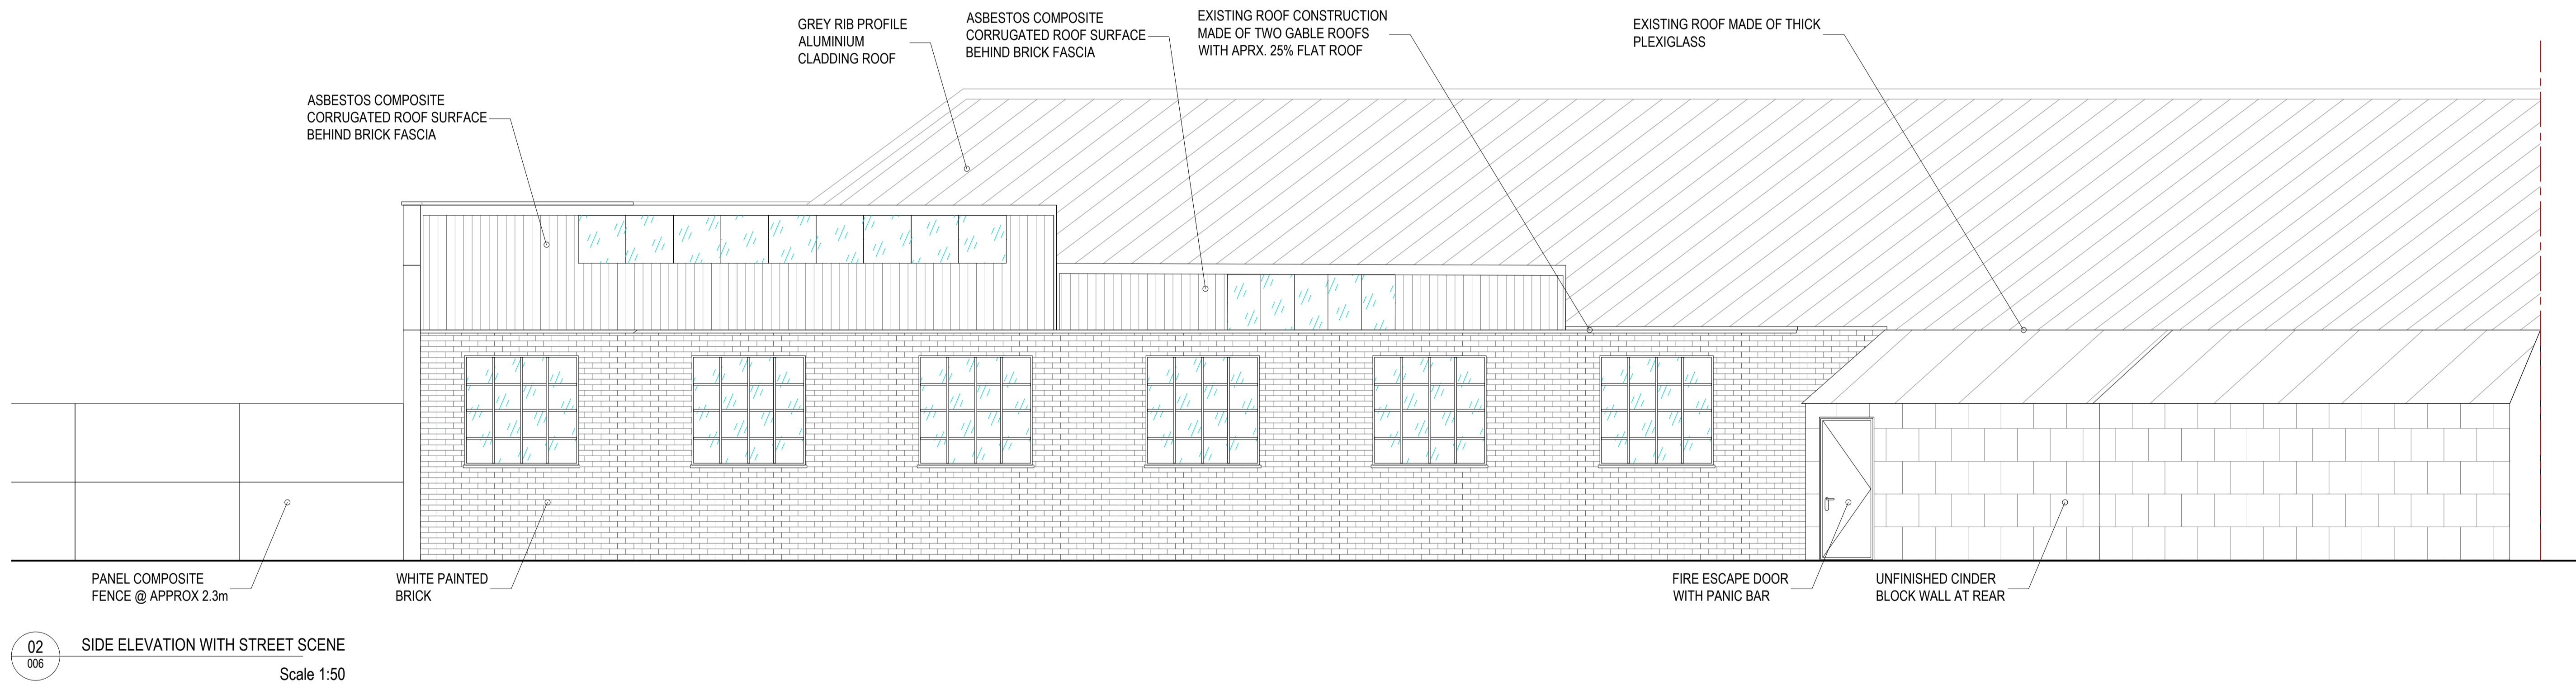 GREY RIB PROFILE
ALUMINIUM
CLADDING ROOF
ASBESTOS COMPOSITE
CORRUGATED ROOF SURFACE
BEHIND BRICK FASCIA
EXISTING ROOF CONSTRUCTION
MADE OF TWO GABLE ROOFS
WITH APRX. 25% FLAT ROOF
EXISTING ROOF MADE OF THICK
PLEXIGLASS
ASBESTOS COMPOSITE
CORRUGATED ROOF SURFACE
BEHIND BRICK FASCIA
PANEL COMPOSITE
FENCE @ APPROX 2.3m
WHITE PAINTED
BRICK
FIRE ESCAPE DOOR
WITH PANIC BAR
UNFINISHED CINDER
BLOCK WALL AT REAR
02
006
SIDE ELEVATION WITH STREET SCENE
Scale 1:50